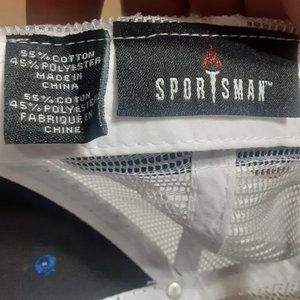 55% COTTON
45% POLYESTER
MADE IN
CHINA
55% COTON
45% POLYESTER
FABRIQUÉ EN
CHINE
SPORTSMAN™